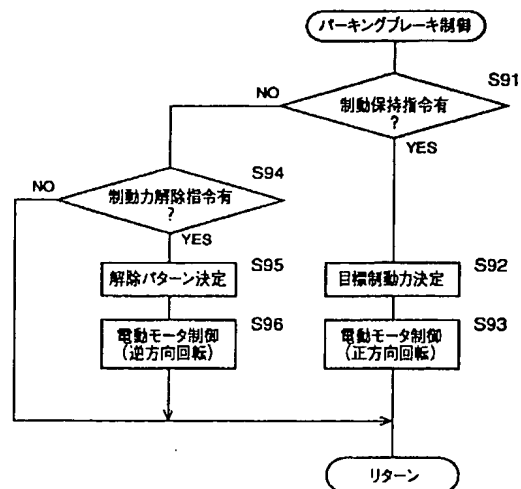 パーキングブレーキ制御
S91
制動保持指令有
?
NO
YES
S94
制動力解除指令有
?
NO
YES
S95
解除パターン決定
S92
目標制動力決定
S96
電動モータ制御
(逆方向回転)
S93
電動モータ制御
(正方向回転)
リターン